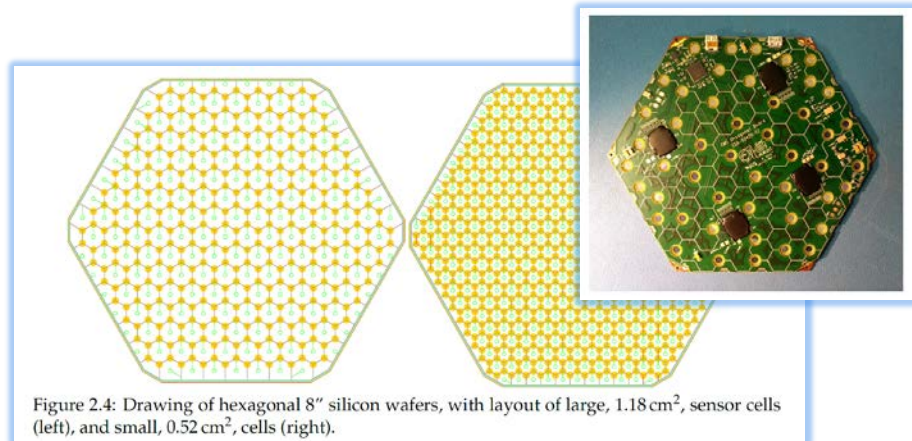 Figure 2.4: Drawing of hexagonal 8″ silicon wafers, with layout of large, 1.18 cm², sensor cells
(left), and small, 0.52 cm², cells (right).